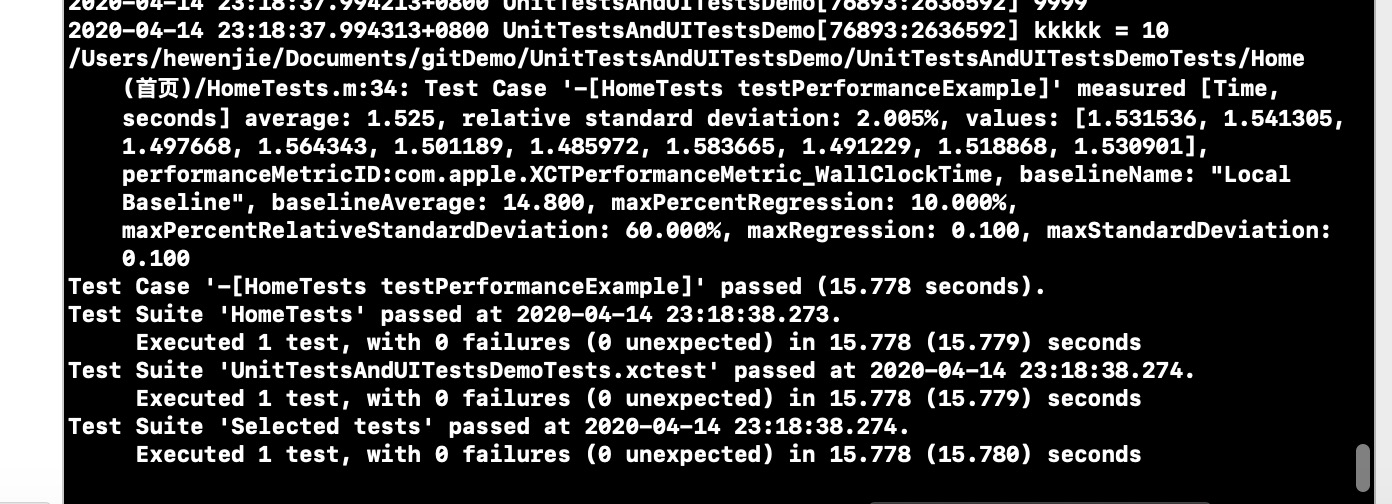 2020-04-14 23:18:37.994213+0800 UnitTestsAndUITestsDemo[76893:2636592] 9999
2020-04-14 23:18:37.994313+0800 UnitTestsAndUITestsDemo[76893:2636592] kkkkk = 10
/Users/hewenjie/Documents/gitDemo/UnitTestsAndUITestsDemo/UnitTestsAndUITestsDemoTests/Home
(首页)/HomeTests.m:34: Test Case '-[HomeTests testPerformanceExample]' measured [Time,
seconds] average: 1.525, relative standard deviation: 2.005%, values: [1.531536, 1.541305,
1.497668, 1.564343, 1.501189, 1.485972, 1.583665, 1.491229, 1.518868, 1.530901],
performanceMetricID:com.apple.XCTPerformanceMetric_WallClockTime, baselineName: "Local
Baseline", baselineAverage: 14.800, maxPercentRegression: 10.000%,
maxPercentRelativeStandardDeviation: 60.000%, maxRegression: 0.100, maxStandardDeviation:
0.100
Test Case '-[HomeTests testPerformanceExample]' passed (15.778 seconds).
Test Suite 'HomeTests' passed at 2020-04-14 23:18:38.273.
Executed 1 test, with 0 failures (0 unexpected) in 15.778 (15.779) seconds
Test Suite 'UnitTestsAndUITestsDemoTests.xctest' passed at 2020-04-14 23:18:38.274.
Executed 1 test, with 0 failures (0 unexpected) in 15.778 (15.779) seconds
Test Suite 'Selected tests' passed at 2020-04-14 23:18:38.274.
Executed 1 test, with 0 failures (0 unexpected) in 15.778 (15.780) seconds